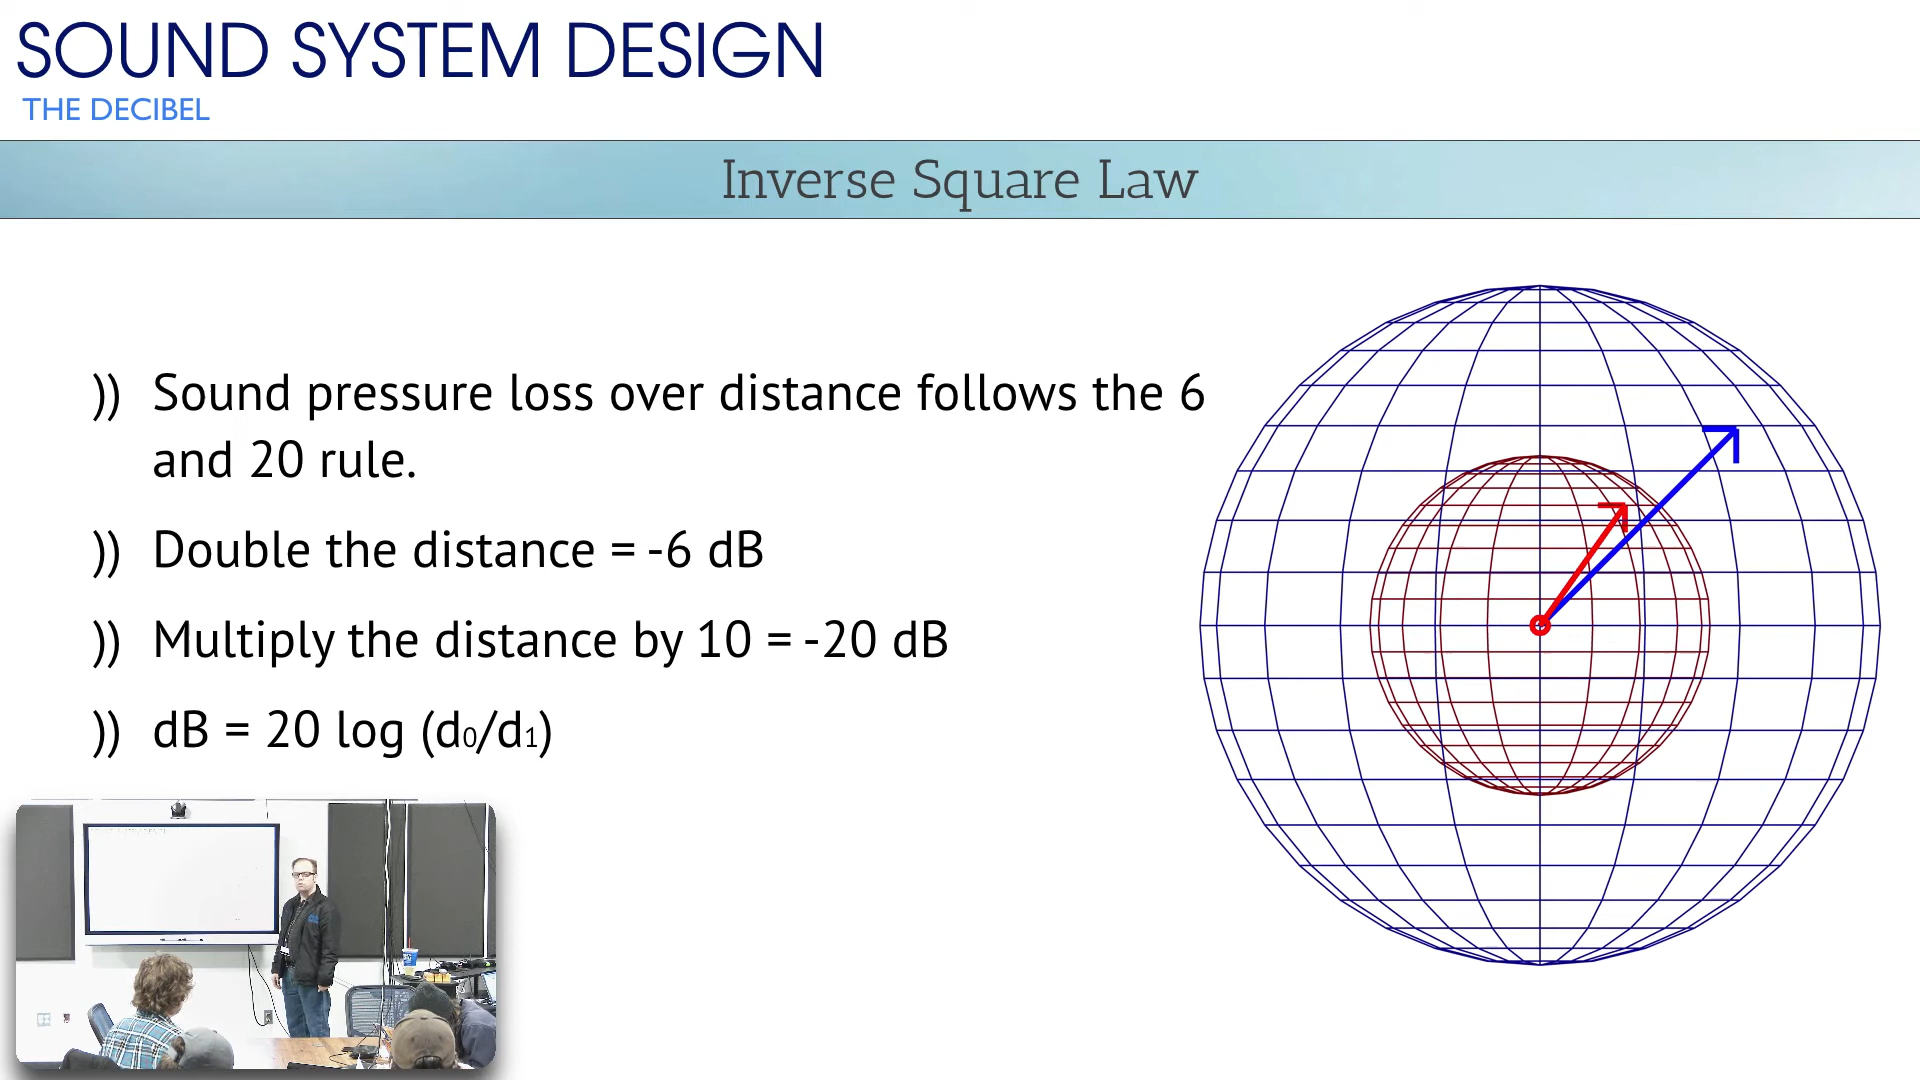 SOUND SYSTEM DESIGN
THE DECIBEL
Inverse Square Law
)) Sound pressure loss over distance follows the 6
and 20 rule.
)) Double the distance = -6 dB
)) Multiply the distance by 10 = -20 dB
)) dB = 20 log (d₀/d₁)